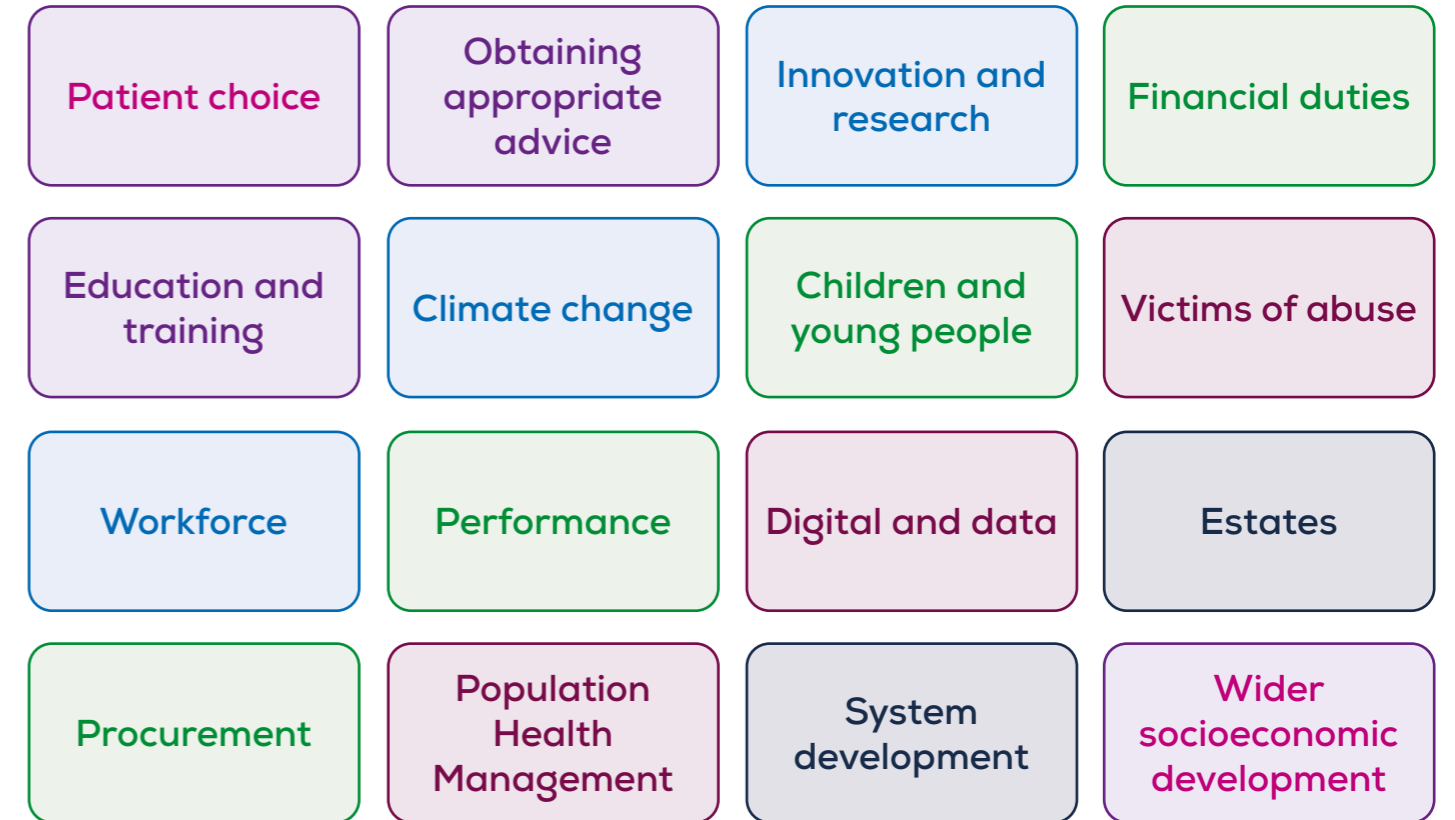 Patient choice
Obtaining
appropriate
advice
Innovation and
research
Financial duties
Education and
training
Climate change
Children and
young people
Victims of abuse
Workforce
Performance
Digital and data
Estates
Procurement
Population
Health
Management
System
development
Wider
socioeconomic
development